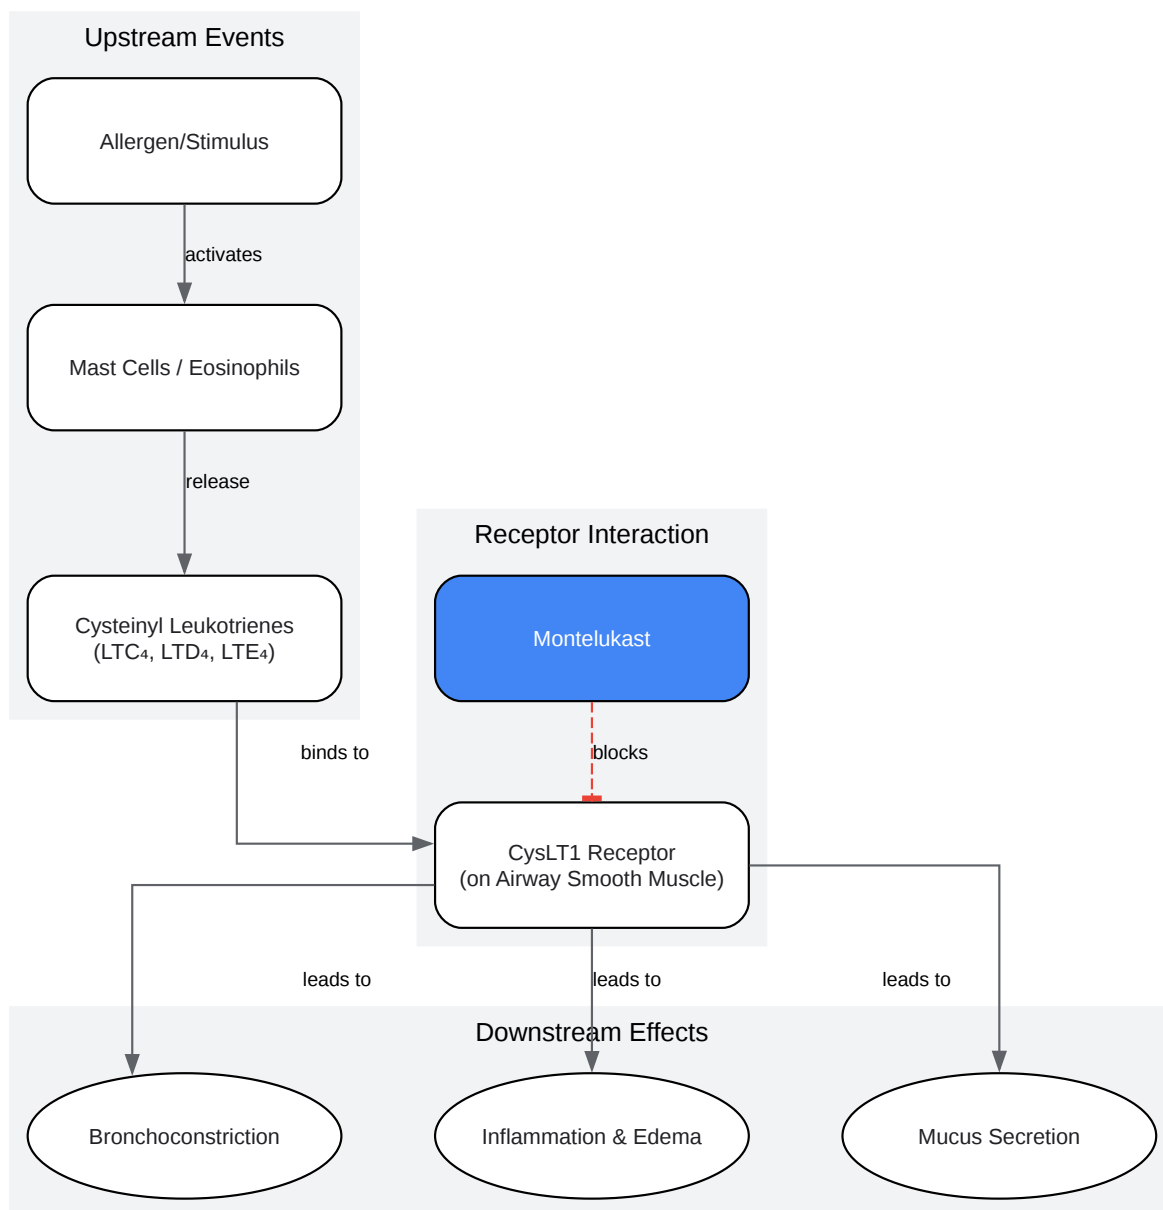 Upstream Events
Allergen/Stimulus
activates
Mast Cells / Eosinophils
release
Cysteinyl Leukotrienes
(LTC₄, LTD₄, LTE₄)
Receptor Interaction
Montelukast
binds to
blocks
CysLT1 Receptor
(on Airway Smooth Muscle)
leads to
leads to
leads to
Downstream Effects
Bronchoconstriction
Inflammation & Edema
Mucus Secretion